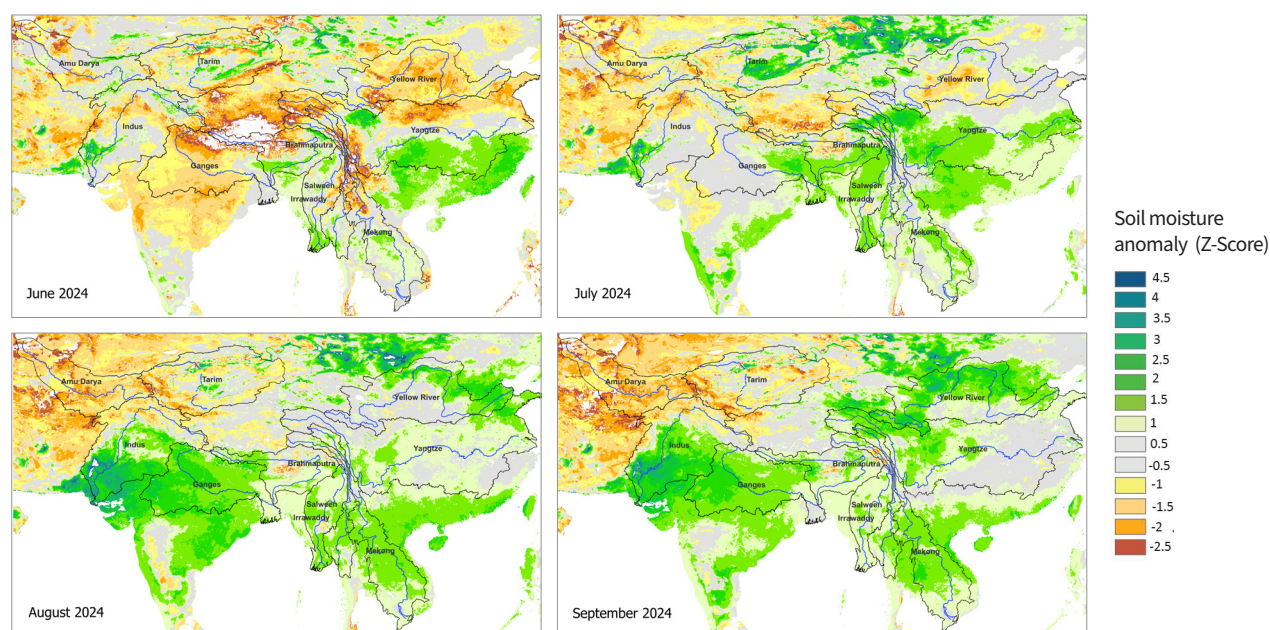 Amu Darya
Tarim
Yellow River
Indus
Yangtze
Brahmaputra
Ganges
Salween
Irrawaddy
Mekong
June 2024
Amu Darya
Tarim
Yellow River
Indus
Yangtze
Brahmaputra
Ganges
Salween
Irrawaddy
Mekong
July 2024
Soil moisture
anomaly (Z-Score)
4.5
4
3.5
3
2.5
2
1.5
1
0.5
-0.5
-1
-1.5
-2
-2.5
Amu Darya
Tarim
Yellow River
Indus
Yangtze
Brahmaputra
Ganges
Salween
Irrawaddy
Mekong
August 2024
Amu Darya
Tarim
Yellow River
Indus
Yangtze
Brahmaputra
Ganges
Salween
Irrawaddy
Mekong
September 2024